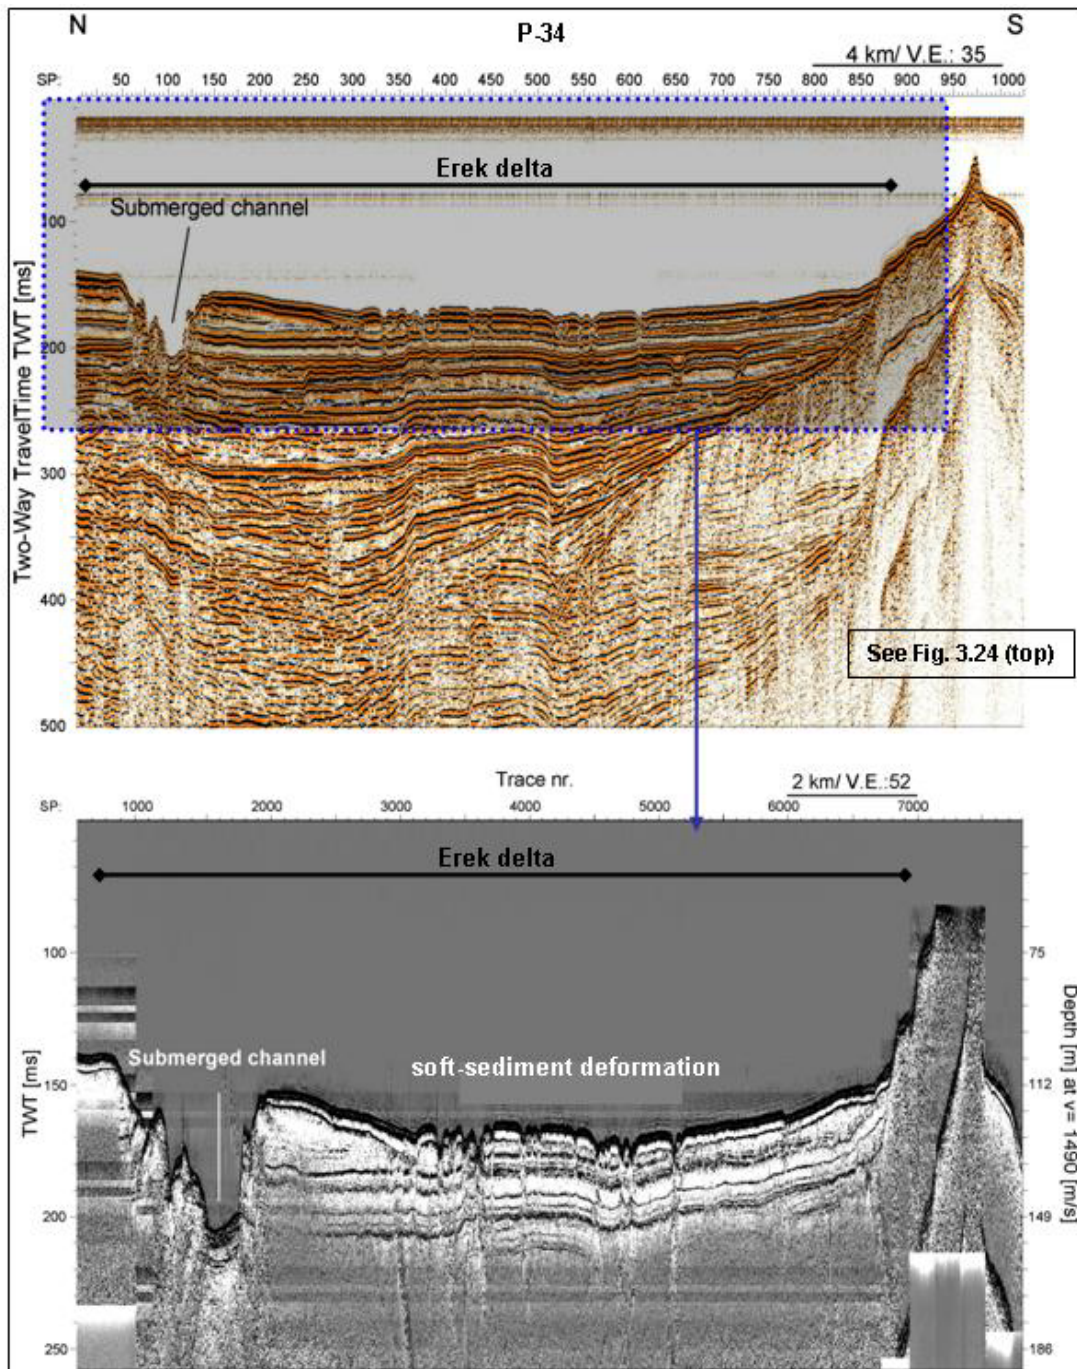 N P-34 S
4 km/ V.E.: 35
SP: 50 100 150 200 250 300 350 400 450 500 550 600 650 700 750 800 850 900 950 1000
Erek delta
Submerged channel
100
200
300
400
500
Two-Way TravelTime TWT [ms]
See Fig. 3.24 (top)
Trace nr.
2 km/ V.E.:52
SP: 1000 2000 3000 4000 5000 6000 7000
Erek delta
100 75
Submerged channel
soft-sediment deformation
150 112
200 149
250 186
TWT [ms]
Depth [m] at v= 1490 [m/s]